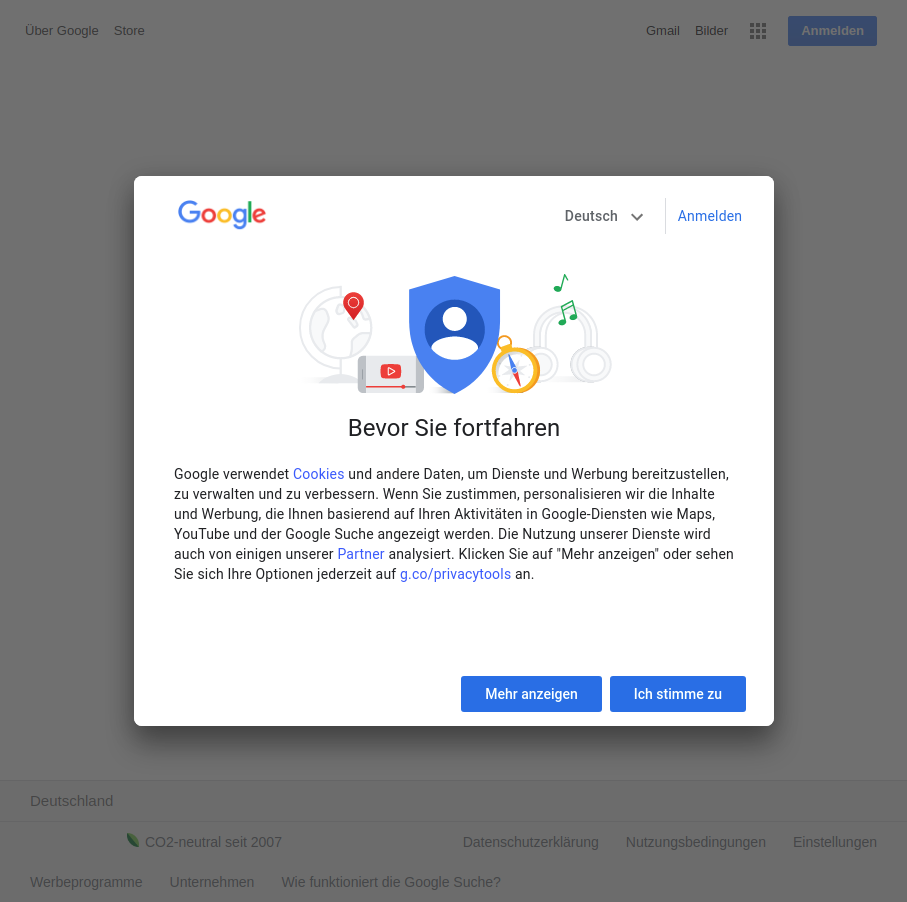 Über Google Store Gmail Bilder Anmelden
Google Deutsch Anmelden
Bevor Sie fortfahren
Google verwendet Cookies und andere Daten, um Dienste und Werbung bereitzustellen,
zu verwalten und zu verbessern. Wenn Sie zustimmen, personalisieren wir die Inhalte
und Werbung, die Ihnen basierend auf Ihren Aktivitäten in Google-Diensten wie Maps,
YouTube und der Google Suche angezeigt werden. Die Nutzung unserer Dienste wird
auch von einigen unserer Partner analysiert. Klicken Sie auf "Mehr anzeigen" oder sehen
Sie sich Ihre Optionen jederzeit auf g.co/privacytools an.
Mehr anzeigen Ich stimme zu
Deutschland
CO2-neutral seit 2007 Datenschutzerklärung Nutzungsbedingungen Einstellungen
Werbeprogramme Unternehmen Wie funktioniert die Google Suche?